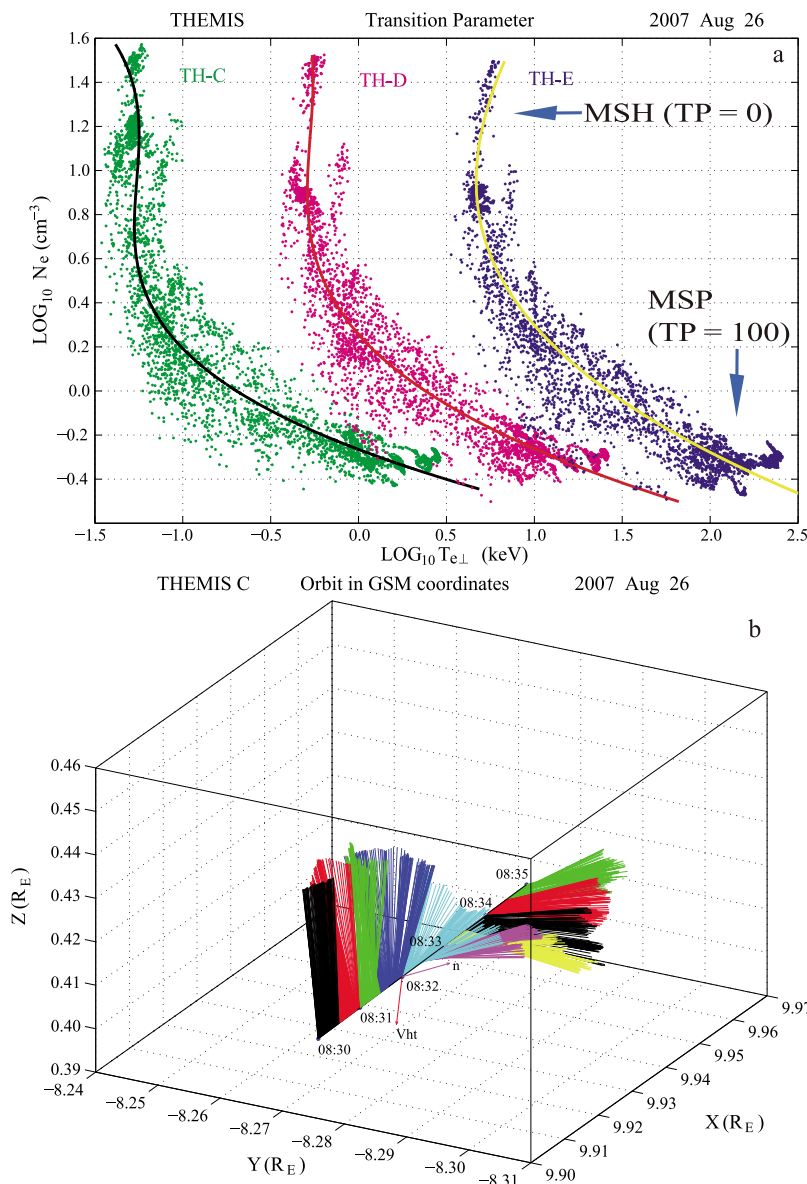 THEMIS Transition Parameter 2007 Aug 26
a
TH-C TH-D TH-E
MSH (TP = 0)
MSP
(TP = 100)
LOG10 Ne (cm−3)
1.6
1.4
1.2
1.0
0.8
0.6
0.4
0.2
0.0
−0.2
−0.4
−1.5 −1.0 −0.5 0.0 0.5 1.0 1.5 2.0 2.5
LOG10 Te⊥ (keV)
THEMIS C Orbit in GSM coordinates 2007 Aug 26
b
Z(RE)
0.46
0.45
0.44
0.43
0.42
0.41
0.40
0.39
08:35
08:34
08:33
n
08:32
08:31
Vht
08:30
−8.24
−8.25
−8.26
−8.27
−8.28
−8.29
−8.30
−8.31
Y(RE)
9.97
9.96
9.95
9.94
9.93
9.92
9.91
9.90
X(RE)